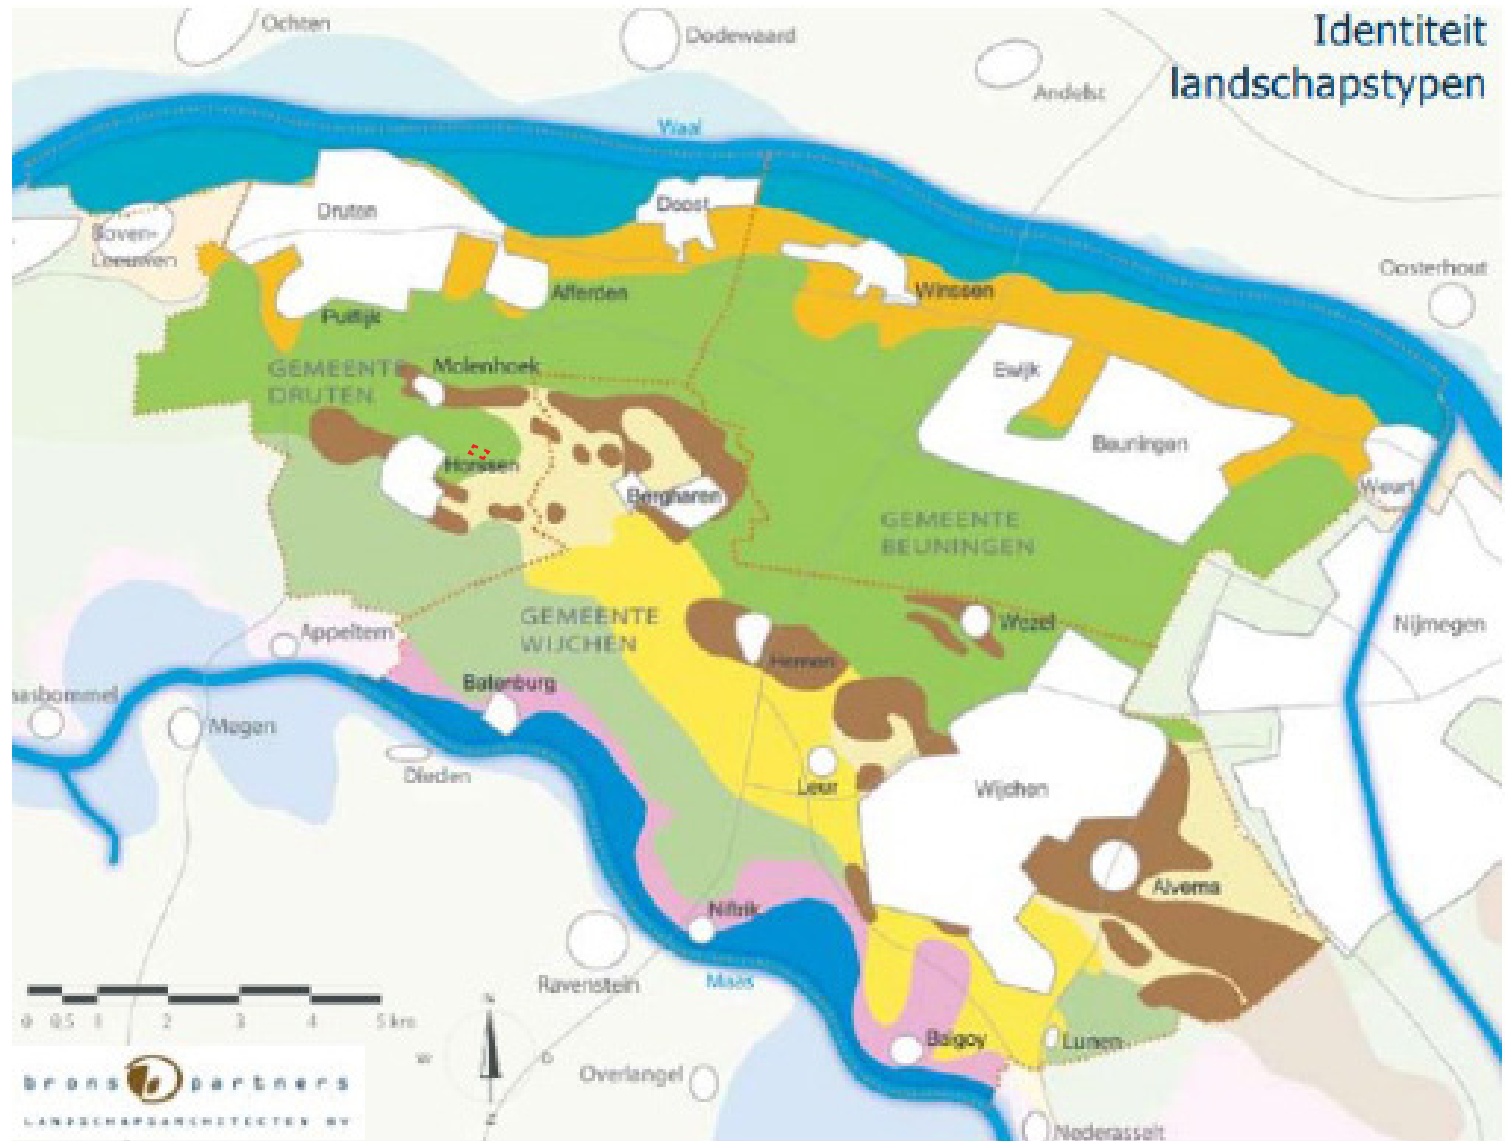 Identiteit
landschapstypen
Ochten
Dodewaard
Andelst
Waal
Druten
Deest
Boven-
Leeuwen
Oosterhout
Afferden
Winssen
Puiflijk
GEMEENTE
DRUTEN
Molenhoek
Ewijk
Beuningen
Horssen
Bergharen
Weurt
GEMEENTE
BEUNINGEN
GEMEENTE
WIJCHEN
Wezel
Nijmegen
Appeltern
Hernen
Batenburg
asbommel
Megen
Dieden
Leur
Wijchen
Alverna
Niftrik
Ravenstein
Maas
0 0.5 1 2 3 4 5 km
N
W O
Z
Balgoy
Lunen
Overlangel
Nederasselt
brons partners
LANDSCHAPSARCHITECTEN BV